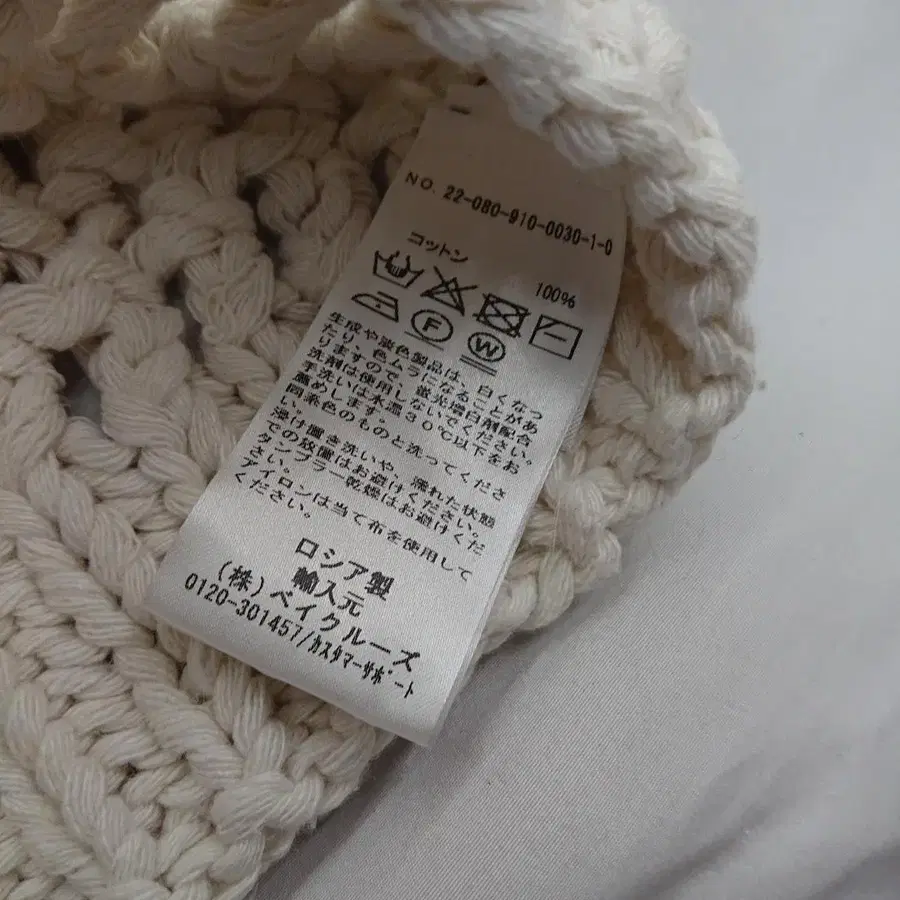 NO. 22-080-910-0030-1-0
コットン 100%
F W
生成や淡色製品は、白くなっ
たり、色ムラになることがあ
りますので、蛍光増白剤配合
洗剤は使用しないでください。
手洗いは水温30℃以下をお
薦めします。
同系色のものと洗ってくださ
い。
浸け置き洗いや、濡れた状態
での放置はお避けください。
タンブラー乾燥はお避けくだ
さい。
アイロンは当て布を使用して
ください。
ロシア製
輸入元
(株)ベイクルーズ
0120-301457/カスタマーサポート